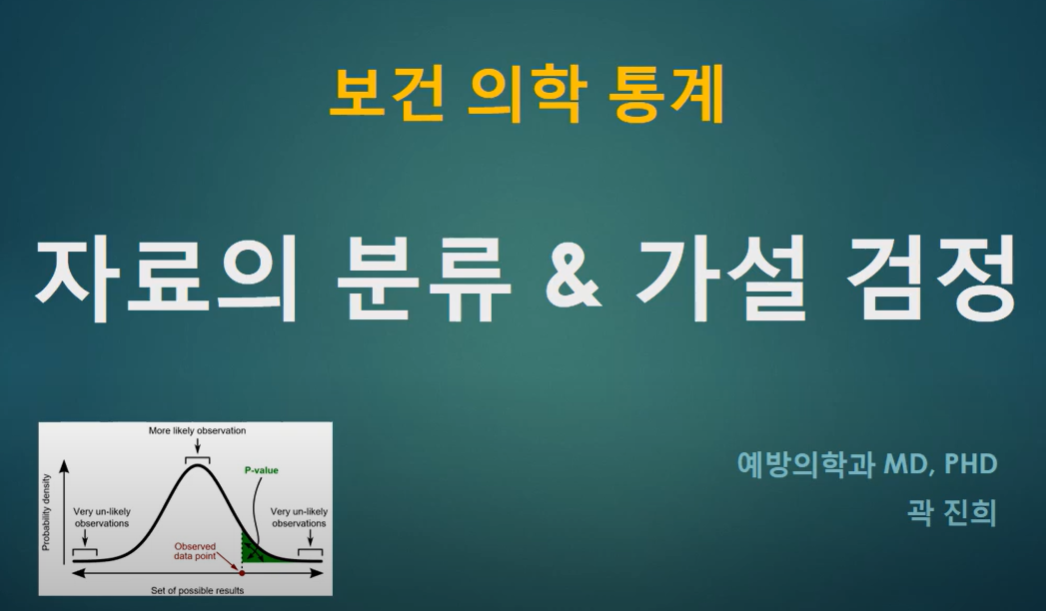 보건 의학 통계
자료의 분류 & 가설 검정
예방의학과 MD, PHD
곽 진희
More likely observation
P-value
Probability density
Very un-likely
observations
Very un-likely
observations
Observed
data point
Set of possible results